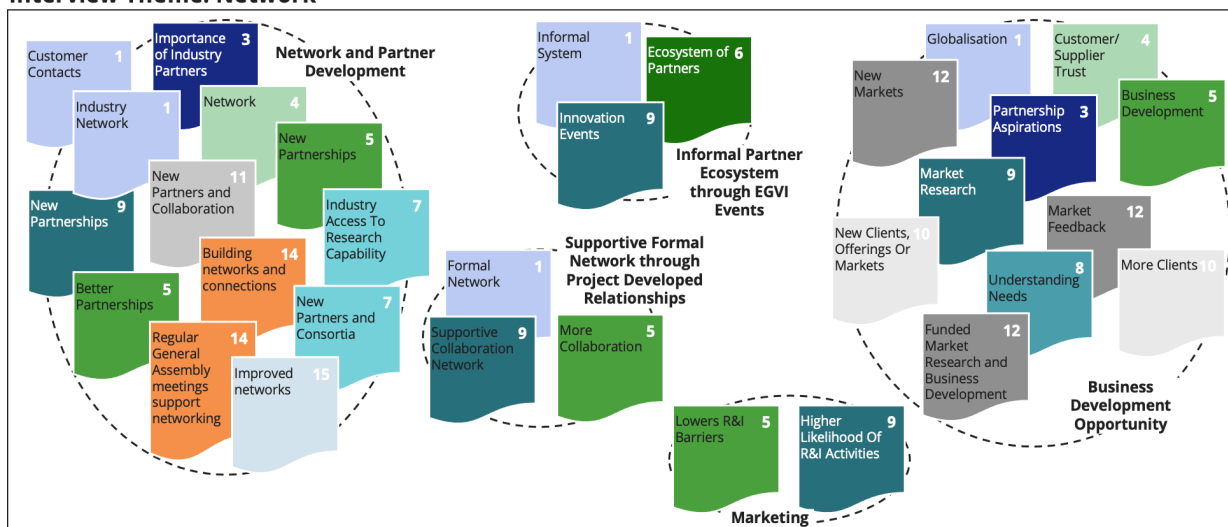 Interview Theme: Network
Network and Partner
Development
Customer
Contacts
1
Importance
of Industry
Partners
3
Industry
Network
1
Network
4
New
Partnerships
5
New
Partners and
Collaboration
11
New
Partnerships
9
Industry
Access To
Research
Capability
7
Building
networks and
connections
14
Better
Partnerships
5
New
Partners and
Consortia
7
Regular
General
Assembly
meetings
support
networking
14
Improved
networks
15
Informal
System
1
Ecosystem of
Partners
6
Innovation
Events
9
Informal Partner
Ecosystem
through EGVI
Events
Supportive Formal
Network through
Project Developed
Relationships
Formal
Network
1
Supportive
Collaboration
Network
9
More
Collaboration
5
Lowers R&I
Barriers
5
Higher
Likelihood Of
R&I Activities
9
Marketing
Globalisation
1
Customer/
Supplier
Trust
4
New
Markets
12
Business
Development
5
Partnership
Aspirations
3
Market
Research
9
Market
Feedback
12
New Clients,
Offerings Or
Markets
10
Understanding
Needs
8
More Clients
10
Funded
Market
Research and
Business
Development
12
Business
Development
Opportunity